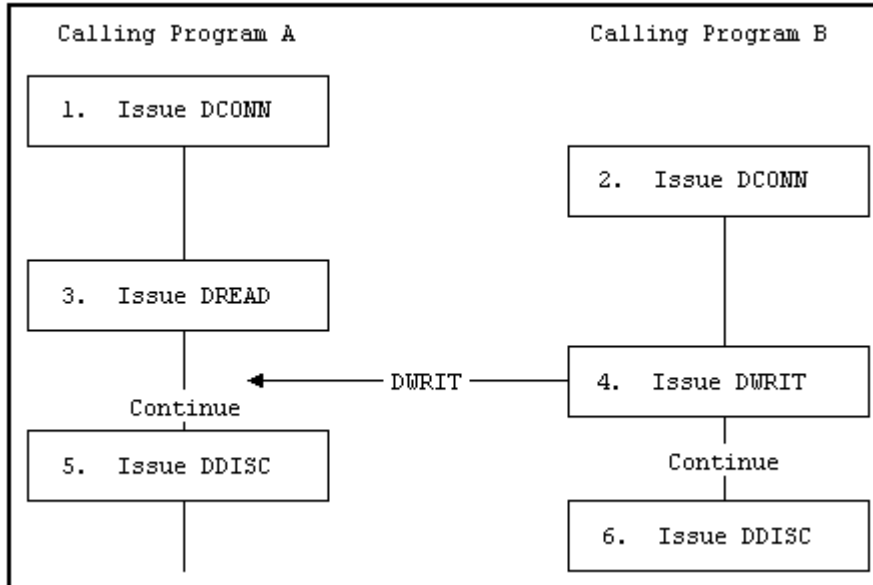 Calling Program A
Calling Program B
1. Issue DCONN
2. Issue DCONN
3. Issue DREAD
DWRIT
4. Issue DWRIT
Continue
5. Issue DDISC
Continue
6. Issue DDISC